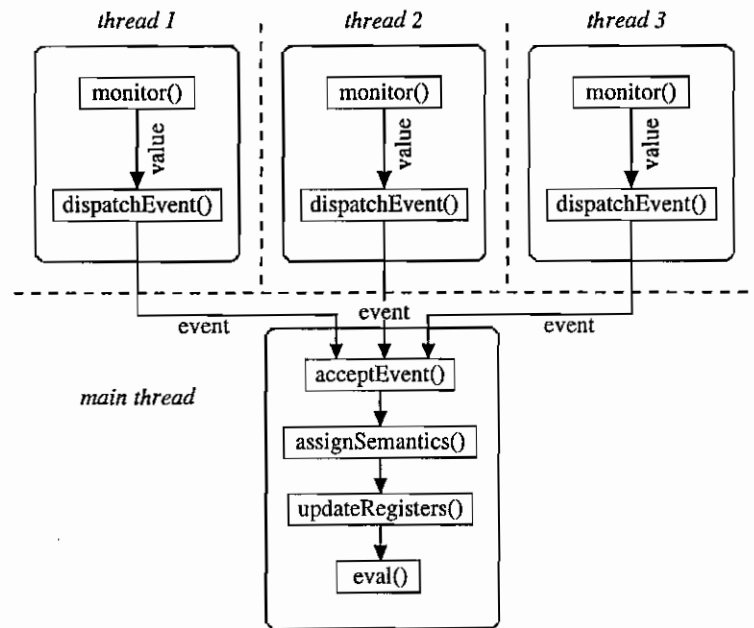 thread 1
thread 2
thread 3
monitor()
monitor()
monitor()
value
value
value
dispatchEvent()
dispatchEvent()
dispatchEvent()
event
event
event
acceptEvent()
main thread
assignSemantics()
updateRegisters()
eval()